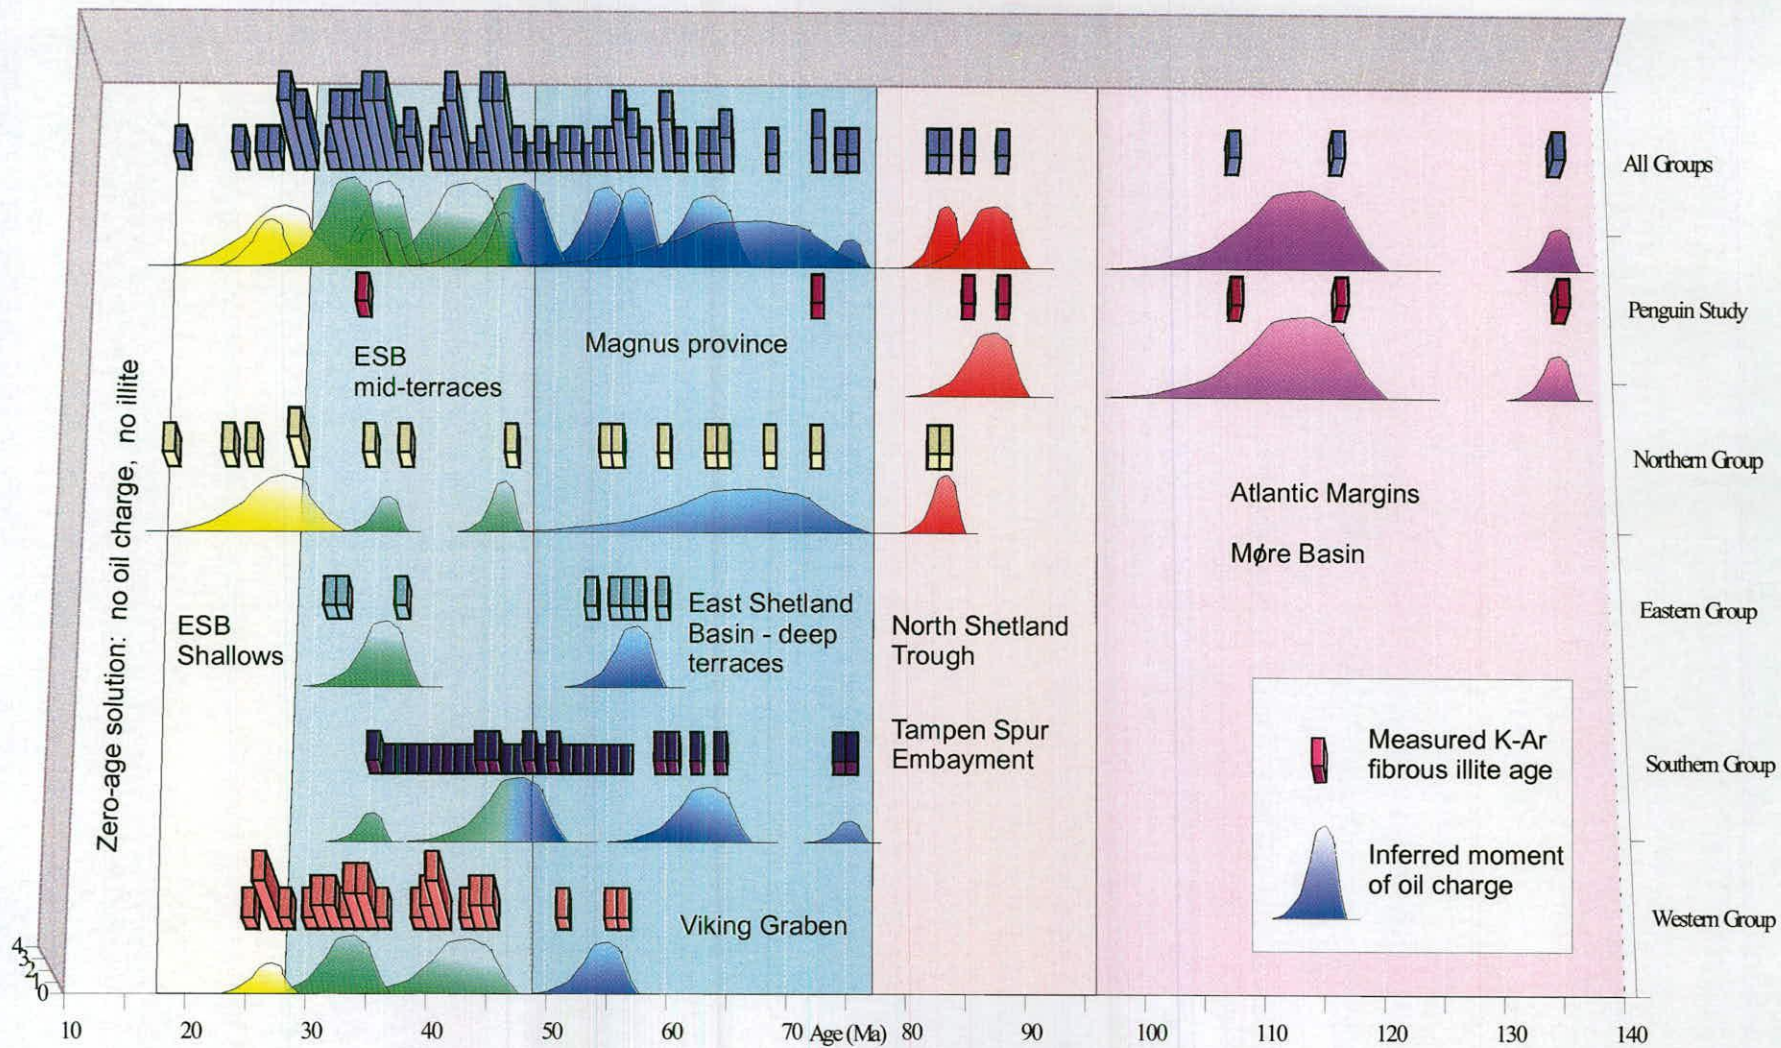 All Groups
Penguin Study
Magnus province
ESB
mid-terraces
Zero-age solution: no oil charge, no illite
Northern Group
Atlantic Margins
Møre Basin
Eastern Group
ESB
Shallows
East Shetland
Basin - deep
terraces
North Shetland
Trough
Tampen Spur
Embayment
Southern Group
Measured K-Ar
fibrous illite age
Inferred moment
of oil charge
Viking Graben
Western Group
4
3
2
1
0
10 20 30 40 50 60 70 Age (Ma) 80 90 100 110 120 130 140